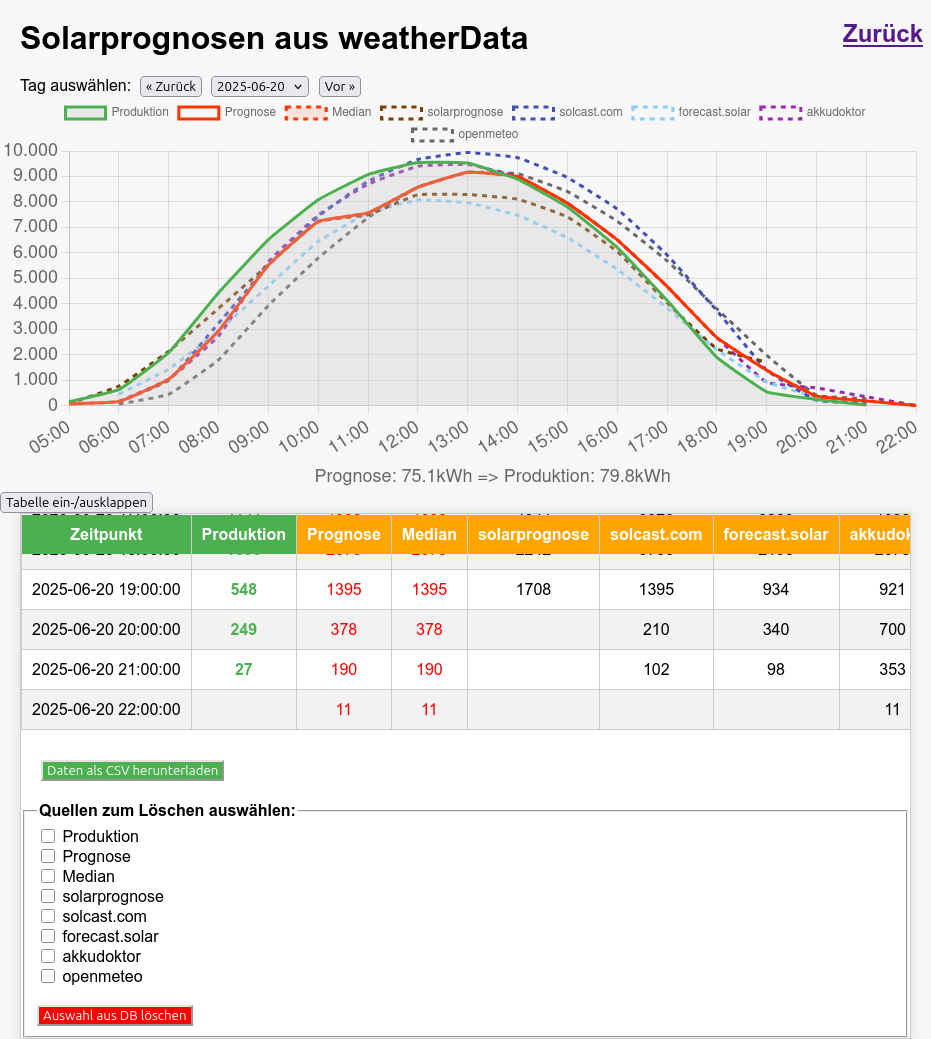 Solarprognosen aus weatherData
Zurück
Tag auswählen: « Zurück 2025-06-20 Vor »
Produktion Prognose Median solarprognose solcast.com forecast.solar akkudoktor
openmeteo
10.000
9.000
8.000
7.000
6.000
5.000
4.000
3.000
2.000
1.000
0
05:00 06:00 07:00 08:00 09:00 10:00 11:00 12:00 13:00 14:00 15:00 16:00 17:00 18:00 19:00 20:00 21:00 22:00
Prognose: 75.1kWh => Produktion: 79.8kWh
Tabelle ein-/ausklappen
Zeitpunkt Produktion Prognose Median solarprognose solcast.com forecast.solar akkudok
2025-06-20 19:00:00 548 1395 1395 1708 1395 934 921
2025-06-20 20:00:00 249 378 378 210 340 700
2025-06-20 21:00:00 27 190 190 102 98 353
2025-06-20 22:00:00 11 11 11
Daten als CSV herunterladen
Quellen zum Löschen auswählen:
Produktion
Prognose
Median
solarprognose
solcast.com
forecast.solar
akkudoktor
openmeteo
Auswahl aus DB löschen